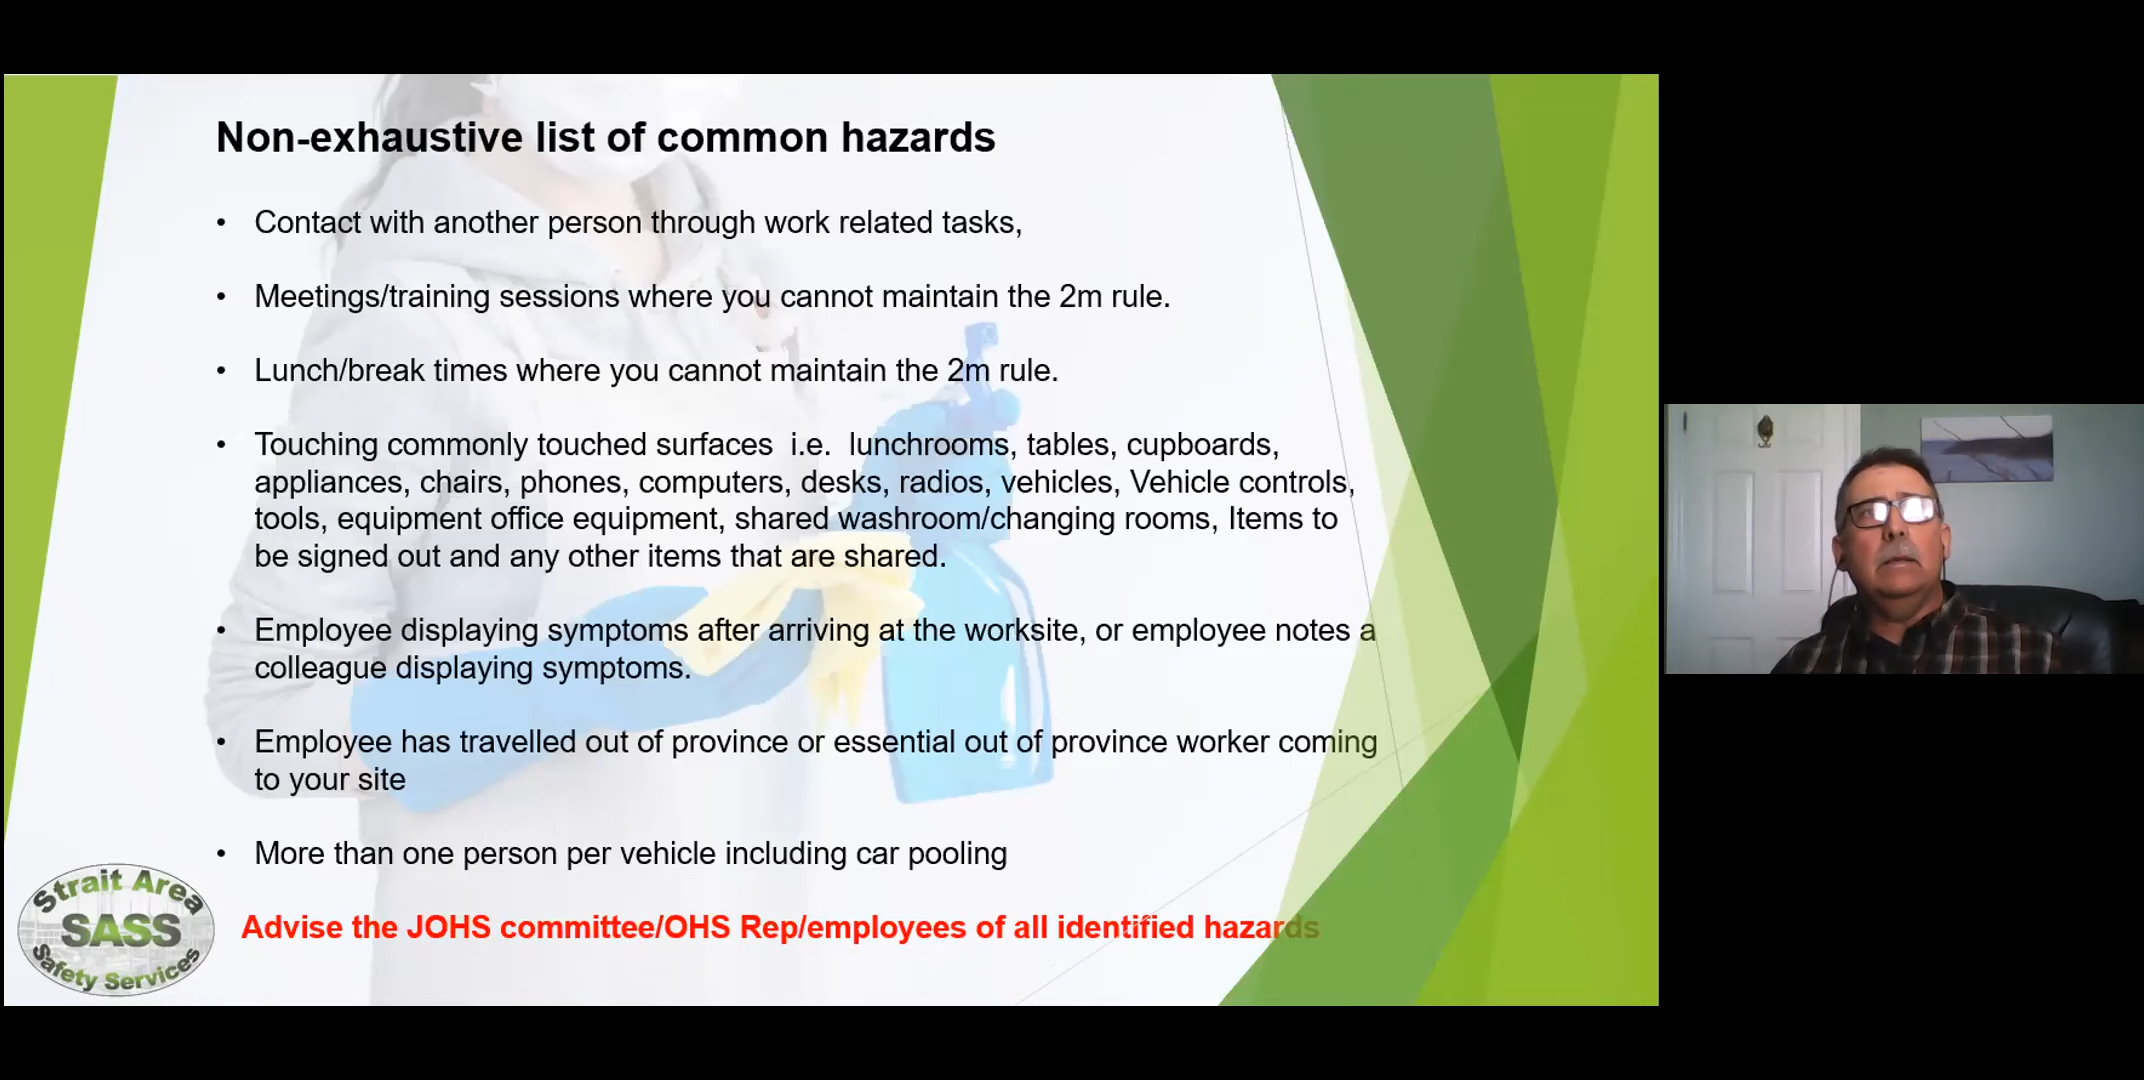 Non-exhaustive list of common hazards
• Contact with another person through work related tasks,
• Meetings/training sessions where you cannot maintain the 2m rule.
• Lunch/break times where you cannot maintain the 2m rule.
• Touching commonly touched surfaces i.e. lunchrooms, tables, cupboards,
appliances, chairs, phones, computers, desks, radios, vehicles, Vehicle controls,
tools, equipment office equipment, shared washroom/changing rooms, Items to
be signed out and any other items that are shared.
• Employee displaying symptoms after arriving at the worksite, or employee notes a
colleague displaying symptoms.
• Employee has travelled out of province or essential out of province worker coming
to your site
• More than one person per vehicle including car pooling
Advise the JOHS committee/OHS Rep/employees of all identified hazards
Strait Area
SASS
Safety Services